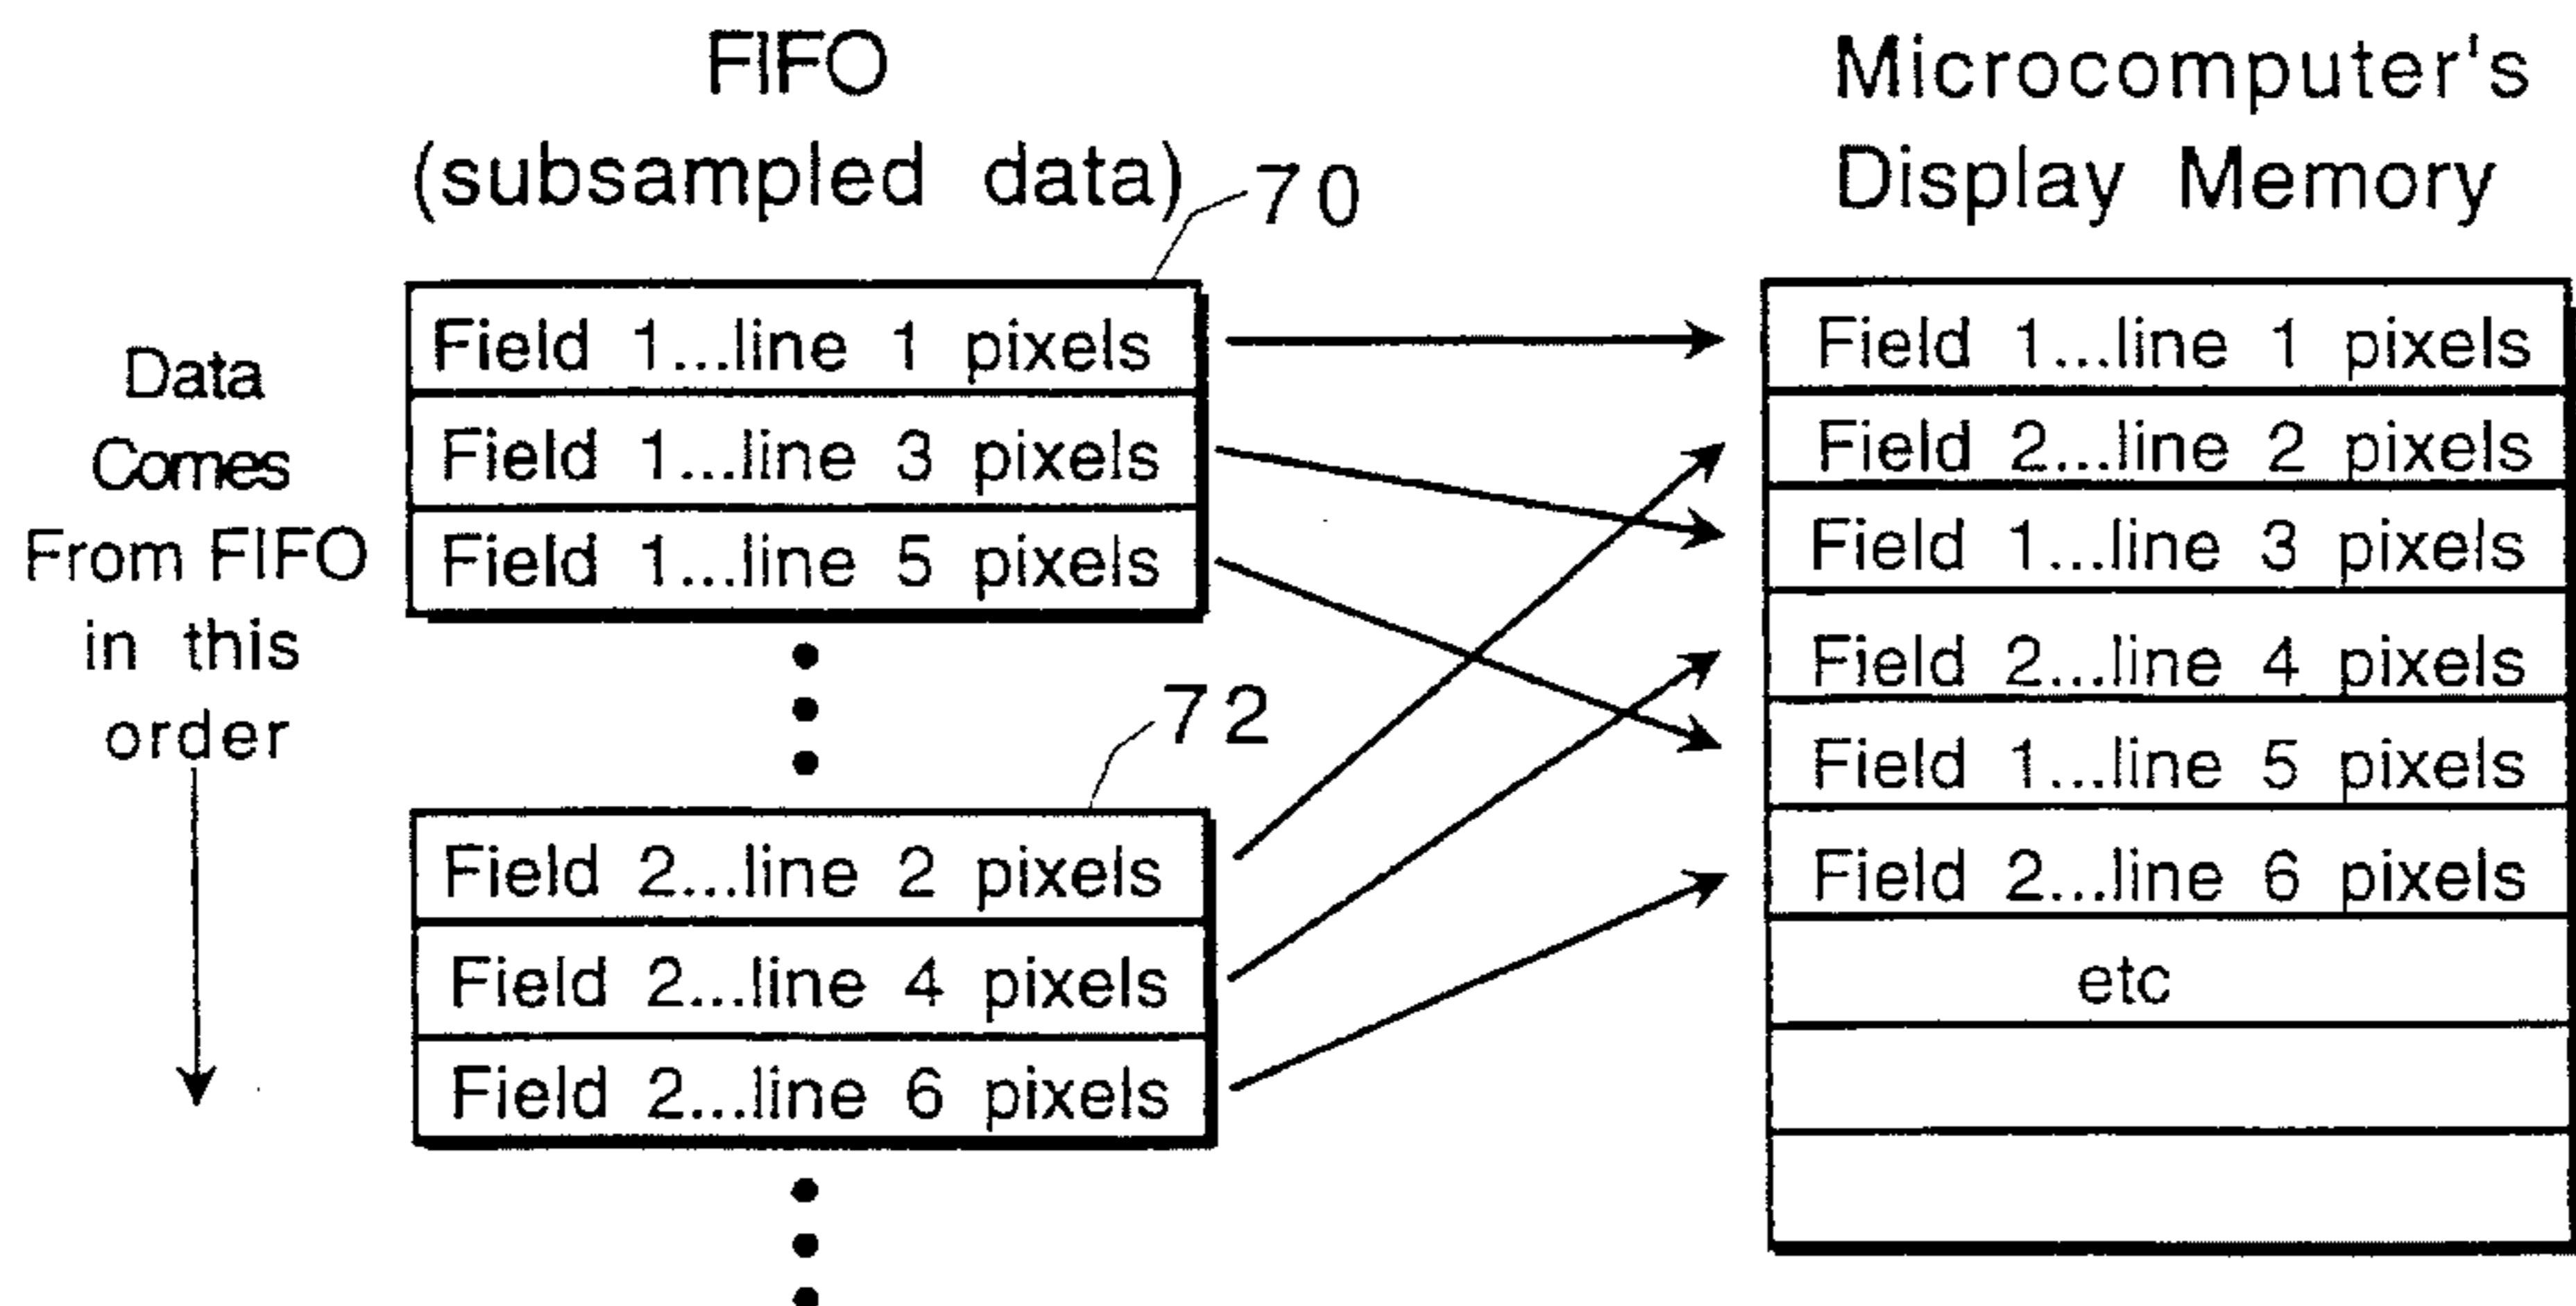 FIFO
(subsampled data)
70
Microcomputer's
Display Memory
Data
Comes
From FIFO
in this
order
Field 1...line 1 pixels
Field 1...line 3 pixels
Field 1...line 5 pixels
72
Field 2...line 2 pixels
Field 2...line 4 pixels
Field 2...line 6 pixels
Field 1...line 1 pixels
Field 2...line 2 pixels
Field 1...line 3 pixels
Field 2...line 4 pixels
Field 1...line 5 pixels
Field 2...line 6 pixels
etc